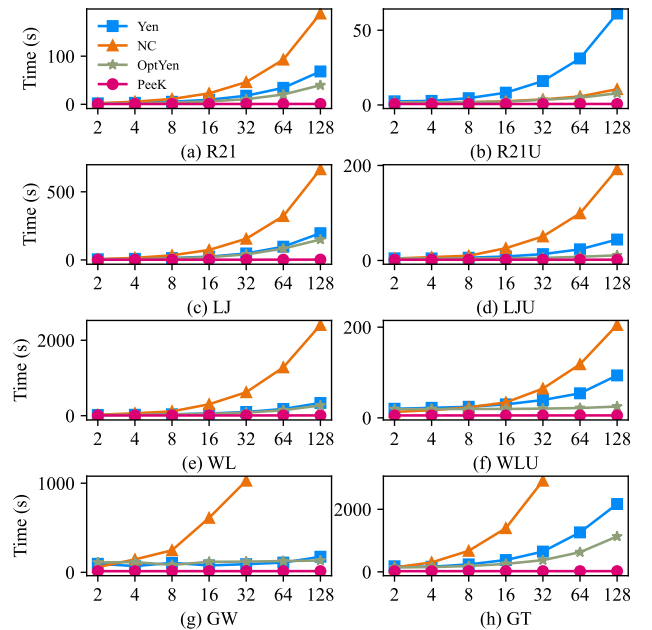 Time (s)
100
0
Yen
NC
OptYen
PeeK
2 4 8 16 32 64 128
(a) R21
50
0
2 4 8 16 32 64 128
(b) R21U
Time (s)
500
0
2 4 8 16 32 64 128
(c) LJ
200
0
2 4 8 16 32 64 128
(d) LJU
Time (s)
2000
0
2 4 8 16 32 64 128
(e) WL
200
0
2 4 8 16 32 64 128
(f) WLU
Time (s)
1000
0
2 4 8 16 32 64 128
(g) GW
2000
0
2 4 8 16 32 64 128
(h) GT